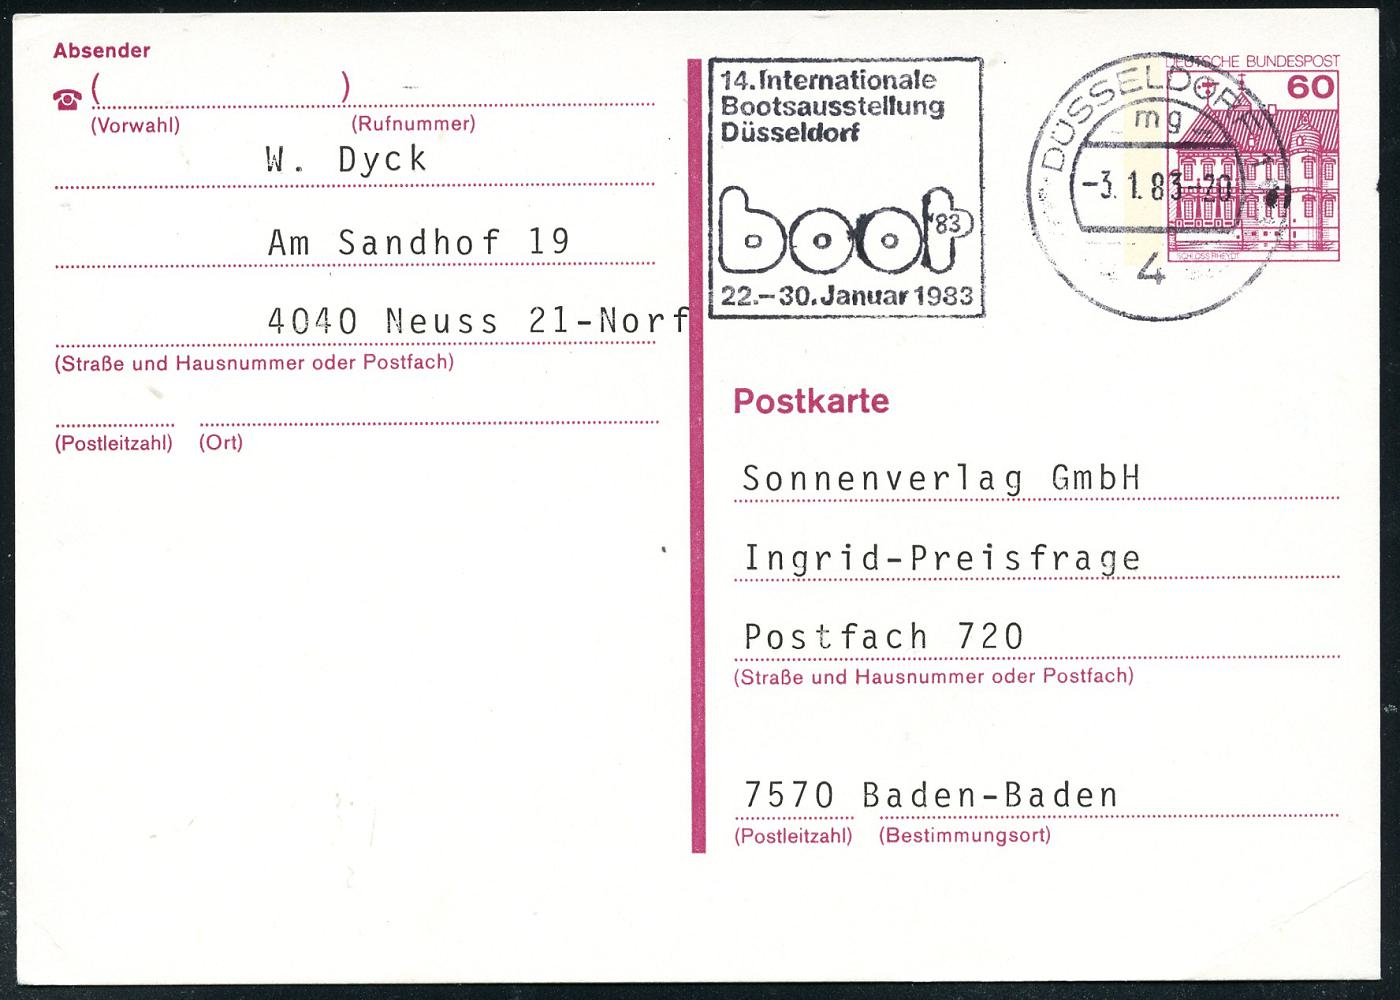 Absender
( )
(Vorwahl) (Rufnummer)
W. Dyck
Am Sandhof 19
4040 Neuss 21-Norf
(Straße und Hausnummer oder Postfach)
(Postleitzahl) (Ort)
14. Internationale
Bootsausstellung
Düsseldorf
boot '83
22.-30. Januar 1983
DÜSSELDORF 1
mg
-3. 1. 83-20
4
DEUTSCHE BUNDESPOST
60
SCHLOSS RHEYDT
Postkarte
Sonnenverlag GmbH
Ingrid-Preisfrage
Postfach 720
(Straße und Hausnummer oder Postfach)
7570 Baden-Baden
(Postleitzahl) (Bestimmungsort)